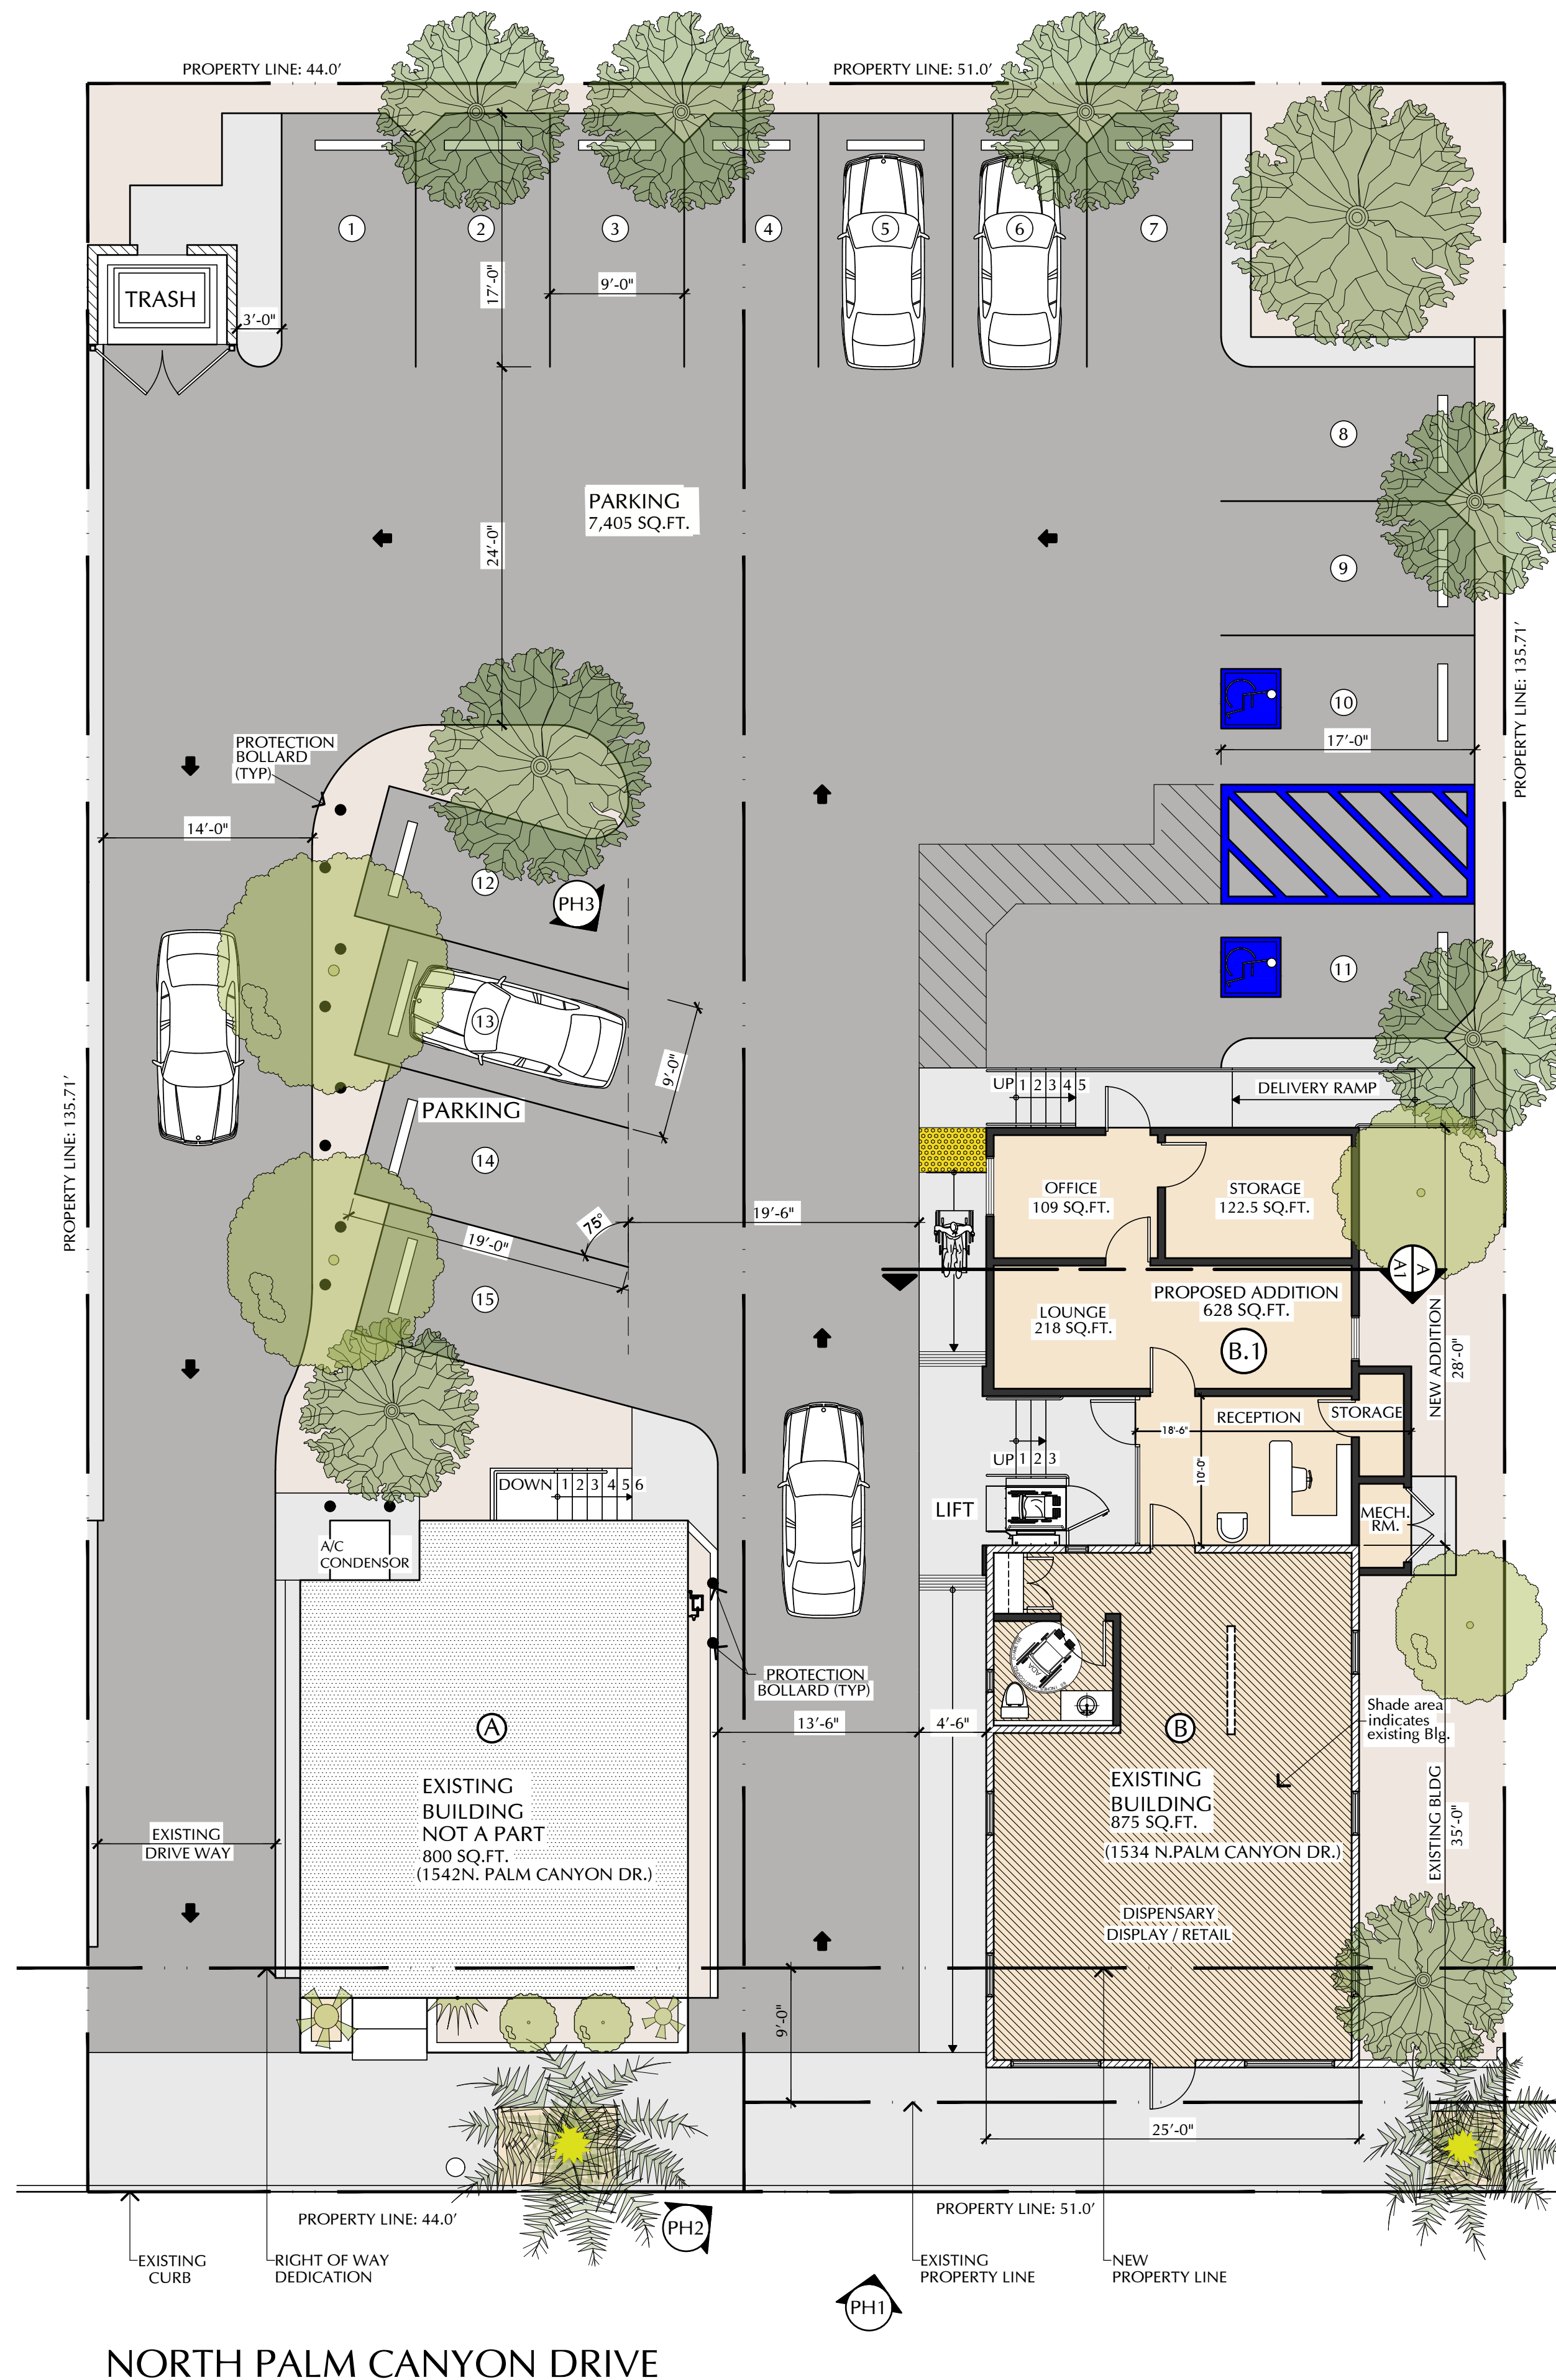 PROPERTY LINE: 44.0'
PROPERTY LINE: 51.0'
1
2
3
4
5
6
7
TRASH
3'-0"
17'-0"
9'-0"
8
PARKING
7,405 SQ.FT.
24'-0"
9
PROPERTY LINE: 135.71'
10
17'-0"
PROTECTION
BOLLARD
(TYP)
14'-0"
12
PH3
11
13
9'-0"
PARKING
PROPERTY LINE: 135.71'
UP 1 2 3 4 5
DELIVERY RAMP
14
OFFICE
109 SQ.FT.
STORAGE
122.5 SQ.FT.
19'-6"
75°
19'-0"
15
A
A1
PROPOSED ADDITION
628 SQ.FT.
LOUNGE
218 SQ.FT.
B.1
NEW ADDITION
28'-0"
RECEPTION
STORAGE
18'-6"
10'-0"
UP 1 2 3
DOWN 1 2 3 4 5 6
LIFT
MECH.
RM.
A/C
CONDENSOR
ADA
PROTECTION
BOLLARD (TYP)
13'-6"
4'-6"
A
B
Shade area
indicates
existing Blg.
EXISTING
BUILDING
NOT A PART
800 SQ.FT.
(1542N. PALM CANYON DR.)
EXISTING
BUILDING
875 SQ.FT.
(1534 N.PALM CANYON DR.)
EXISTING BLDG
35'-0"
EXISTING
DRIVE WAY
DISPENSARY
DISPLAY / RETAIL
9'-0"
25'-0"
PROPERTY LINE: 44.0'
PH2
PROPERTY LINE: 51.0'
EXISTING
CURB
RIGHT OF WAY
DEDICATION
EXISTING
PROPERTY LINE
NEW
PROPERTY LINE
PH1
NORTH PALM CANYON DRIVE